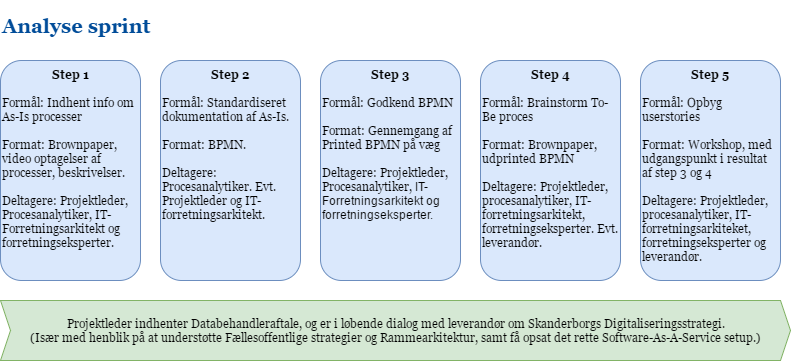 Analyse sprint
Step 1
Formål: Indhent info om
As-Is processer
Format: Brownpaper,
video optagelser af
processer, beskrivelser.
Deltagere: Projektleder,
Procesanalytiker, IT-
Forretningsarkitekt og
forretningseksperter.
Step 2
Formål: Standardiseret
dokumentation af As-Is.
Format: BPMN.
Deltagere:
Procesanalytiker. Evt.
Projektleder og IT-
forretningsarkitekt.
Step 3
Formål: Godkend BPMN
Format: Gennemgang af
Printed BPMN på væg
Deltagere: Projektleder,
Procesanalytiker, IT-
Forretningsarkitekt og
forretningseksperter.
Step 4
Formål: Brainstorm To-
Be proces
Format: Brownpaper,
udprinted BPMN
Deltagere: Projektleder,
procesanalytiker, IT-
forretningsarkitekt,
forretningseksperter. Evt.
leverandør.
Step 5
Formål: Opbyg
userstories
Format: Workshop, med
udgangspunkt i resultat
af step 3 og 4
Deltagere: Projektleder,
procesanalytiker, IT-
forretningsarkiteket,
forretningseksperter og
leverandør.
Projektleder indhenter Databehandleraftale, og er i løbende dialog med leverandør om Skanderborgs Digitaliseringsstrategi.
(Især med henblik på at understøtte Fællesoffentlige strategier og Rammearkitektur, samt få opsat det rette Software-As-A-Service setup.)